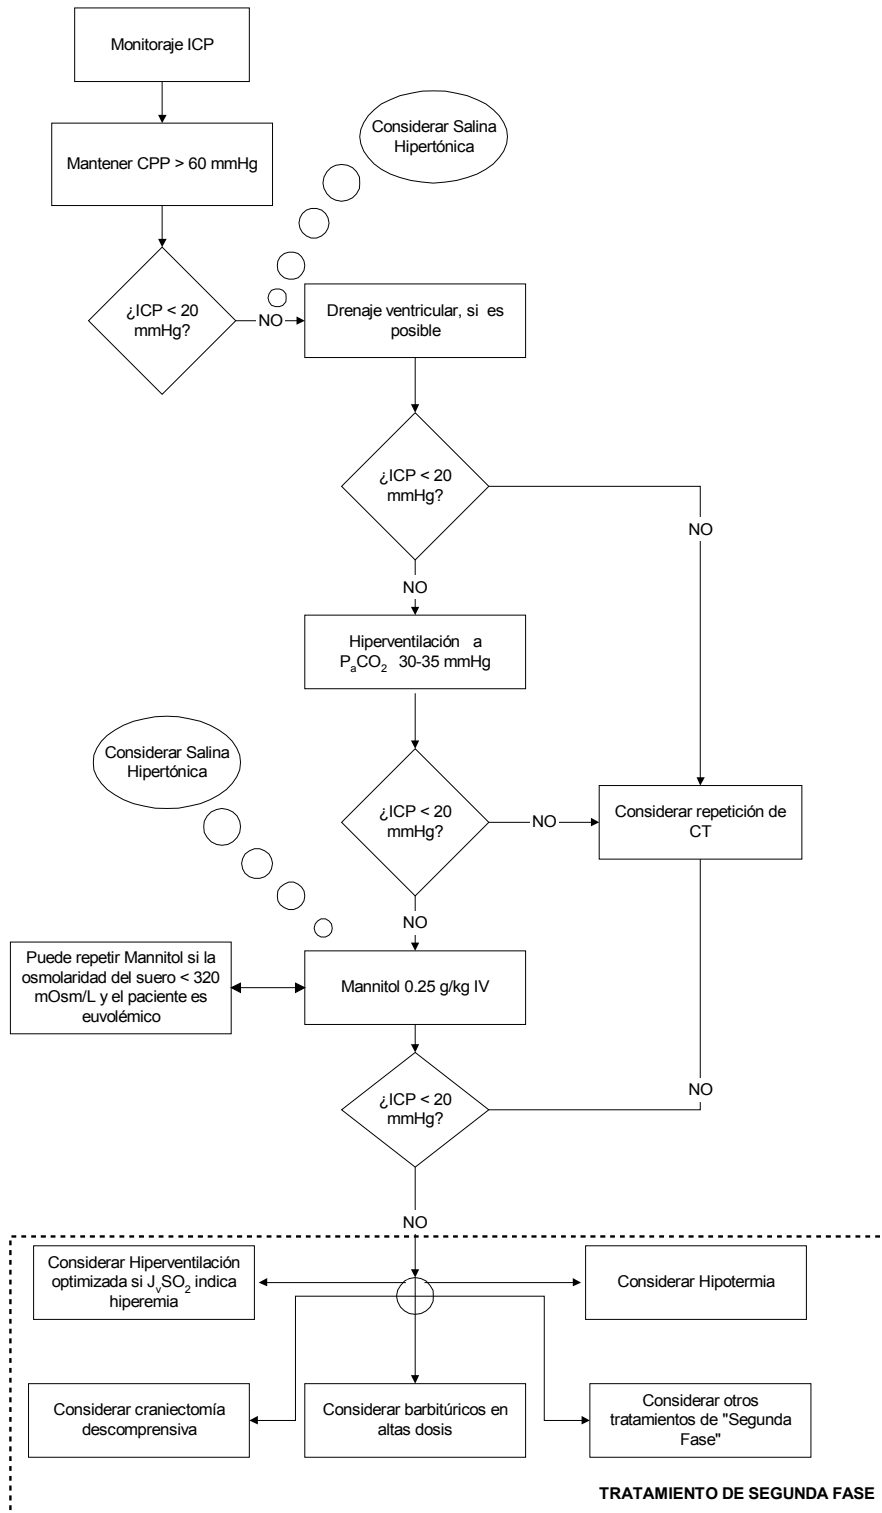 Monitoraje ICP
Considerar Salina
Hipertónica
Mantener CPP > 60 mmHg
¿ICP < 20
mmHg?
NO
Drenaje ventricular, si es
posible
¿ICP < 20
mmHg?
NO
NO
Hiperventilación a
PaCO2 30-35 mmHg
Considerar Salina
Hipertónica
¿ICP < 20
mmHg?
NO
Considerar repetición de
CT
NO
Puede repetir Mannitol si la
osmolaridad del suero < 320
mOsm/L y el paciente es
euvolémico
Mannitol 0.25 g/kg IV
¿ICP < 20
mmHg?
NO
NO
Considerar Hiperventilación
optimizada si JvSO2 indica
hiperemia
Considerar Hipotermia
Considerar craniectomía
descomprensiva
Considerar barbitúricos en
altas dosis
Considerar otros
tratamientos de "Segunda
Fase"
TRATAMIENTO DE SEGUNDA FASE